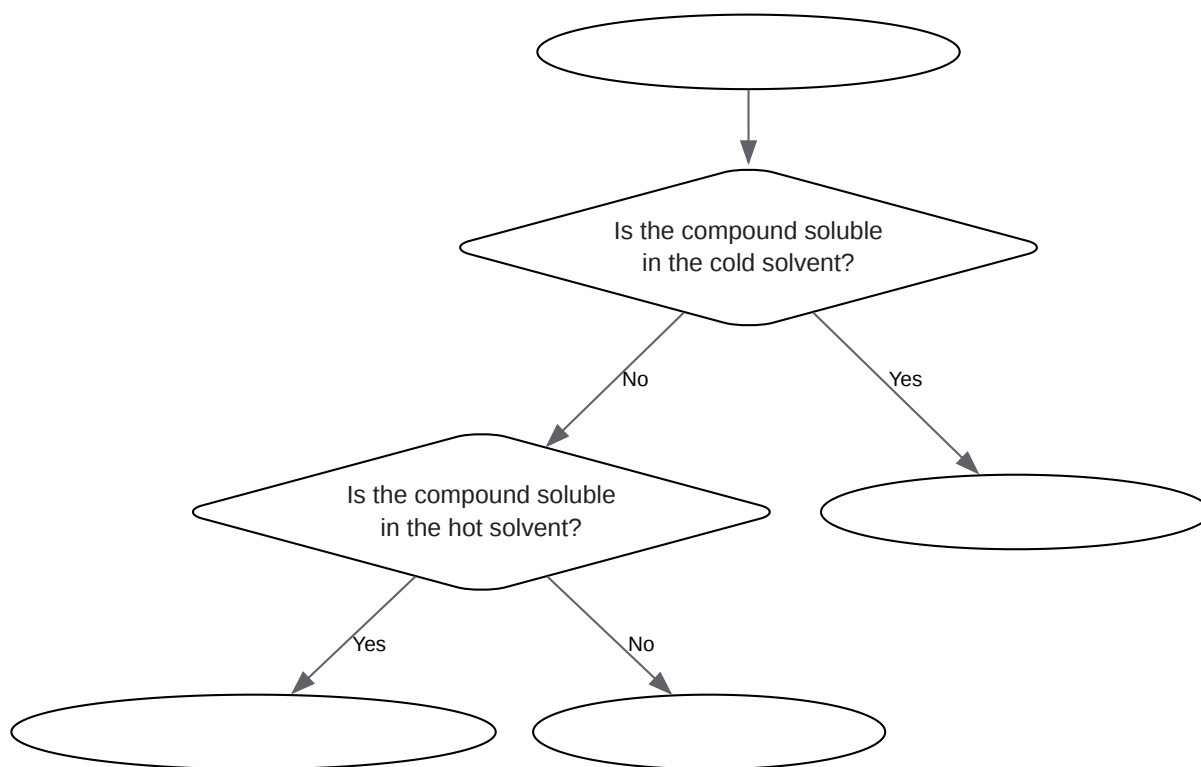 Is the compound soluble
in the cold solvent?
No
Yes
Is the compound soluble
in the hot solvent?
Yes
No